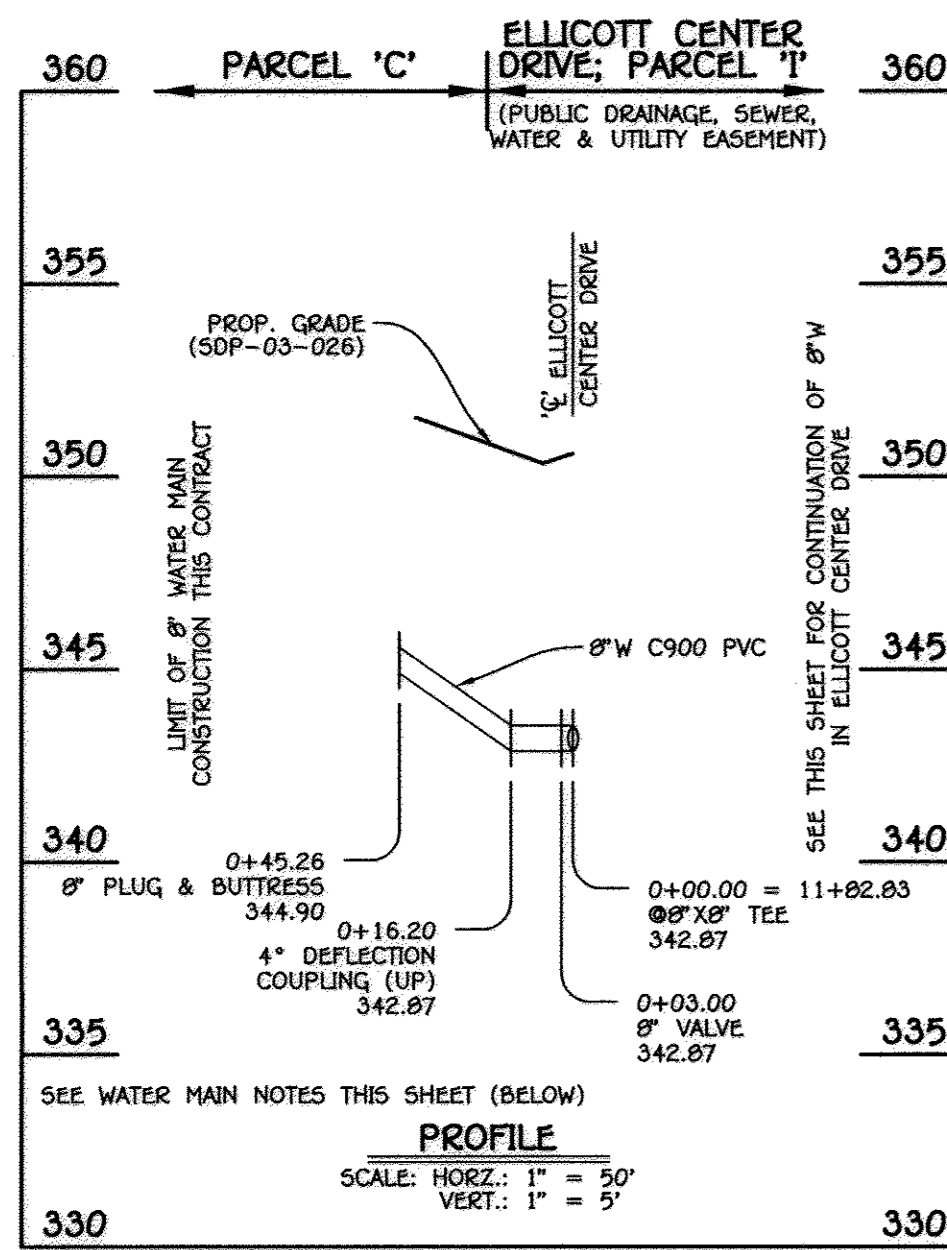 360
PARCEL 'C'
ELLICOTT CENTER
DRIVE; PARCEL 'I'
360
(PUBLIC DRAINAGE, SEWER,
WATER & UTILITY EASEMENT)
355
355
PROP. GRADE
(SDP-03-026)
'℄' ELLICOTT
CENTER DRIVE
350
350
LIMIT OF 8" WATER MAIN
CONSTRUCTION THIS CONTRACT
SEE THIS SHEET FOR CONTINUATION OF 8"W
IN ELLICOTT CENTER DRIVE
345
345
8"W C900 PVC
340
340
0+45.26
8" PLUG & BUTTRESS
344.90
0+16.20
4° DEFLECTION
COUPLING (UP)
342.87
0+00.00 = 11+82.83
@8"X8" TEE
342.87
0+03.00
8" VALVE
342.87
335
335
SEE WATER MAIN NOTES THIS SHEET (BELOW)
PROFILE
SCALE: HORZ.: 1" = 50'
VERT.: 1" = 5'
330
330